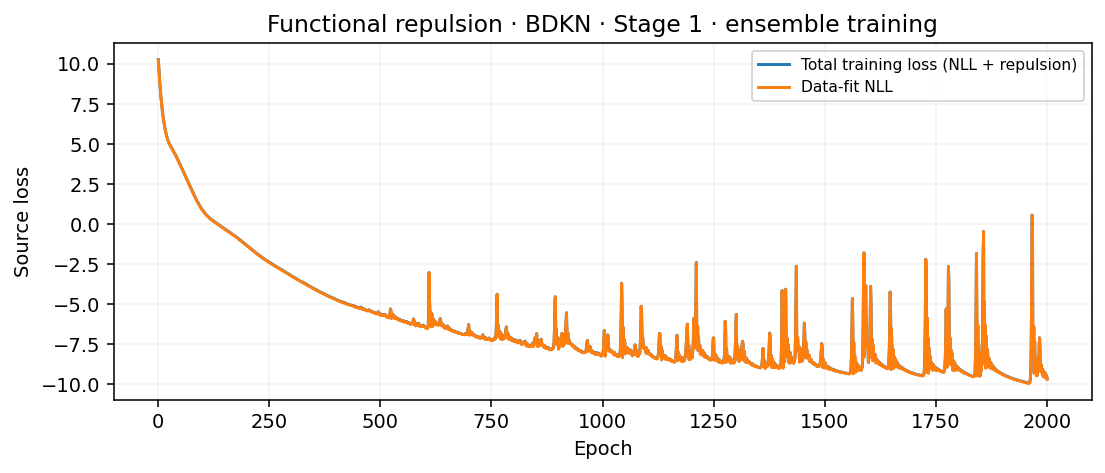 Functional repulsion · BDKN · Stage 1 · ensemble training
Total training loss (NLL + repulsion)
Data-fit NLL
Source loss
10.0
7.5
5.0
2.5
0.0
−2.5
−5.0
−7.5
−10.0
0 250 500 750 1000 1250 1500 1750 2000
Epoch